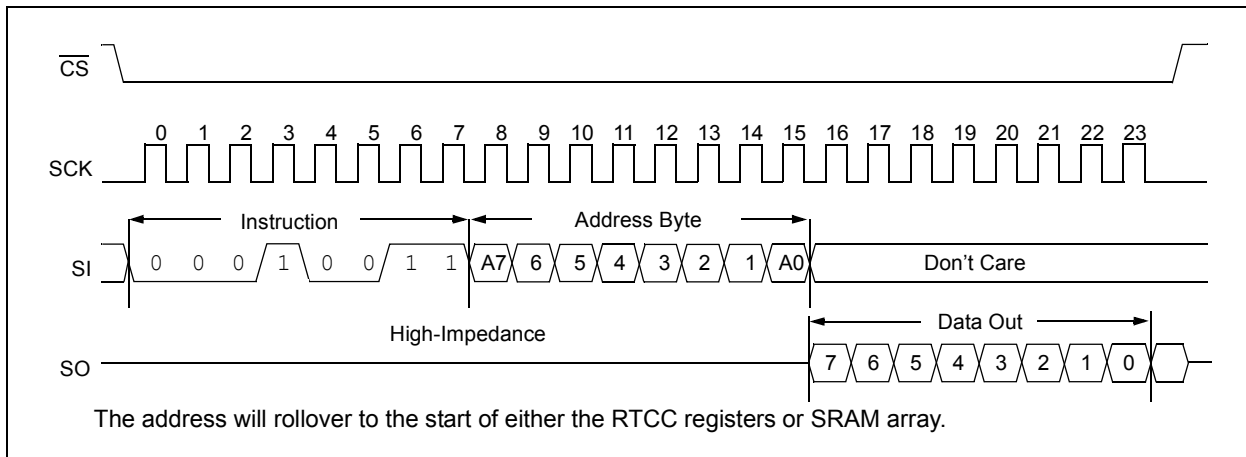 CS
0 1 2 3 4 5 6 7 8 9 10 11 12 13 14 15 16 17 18 19 20 21 22 23
SCK
Instruction Address Byte
SI 0 0 0 1 0 0 1 1 A7 6 5 4 3 2 1 A0 Don't Care
High-Impedance Data Out
SO 7 6 5 4 3 2 1 0
The address will rollover to the start of either the RTCC registers or SRAM array.